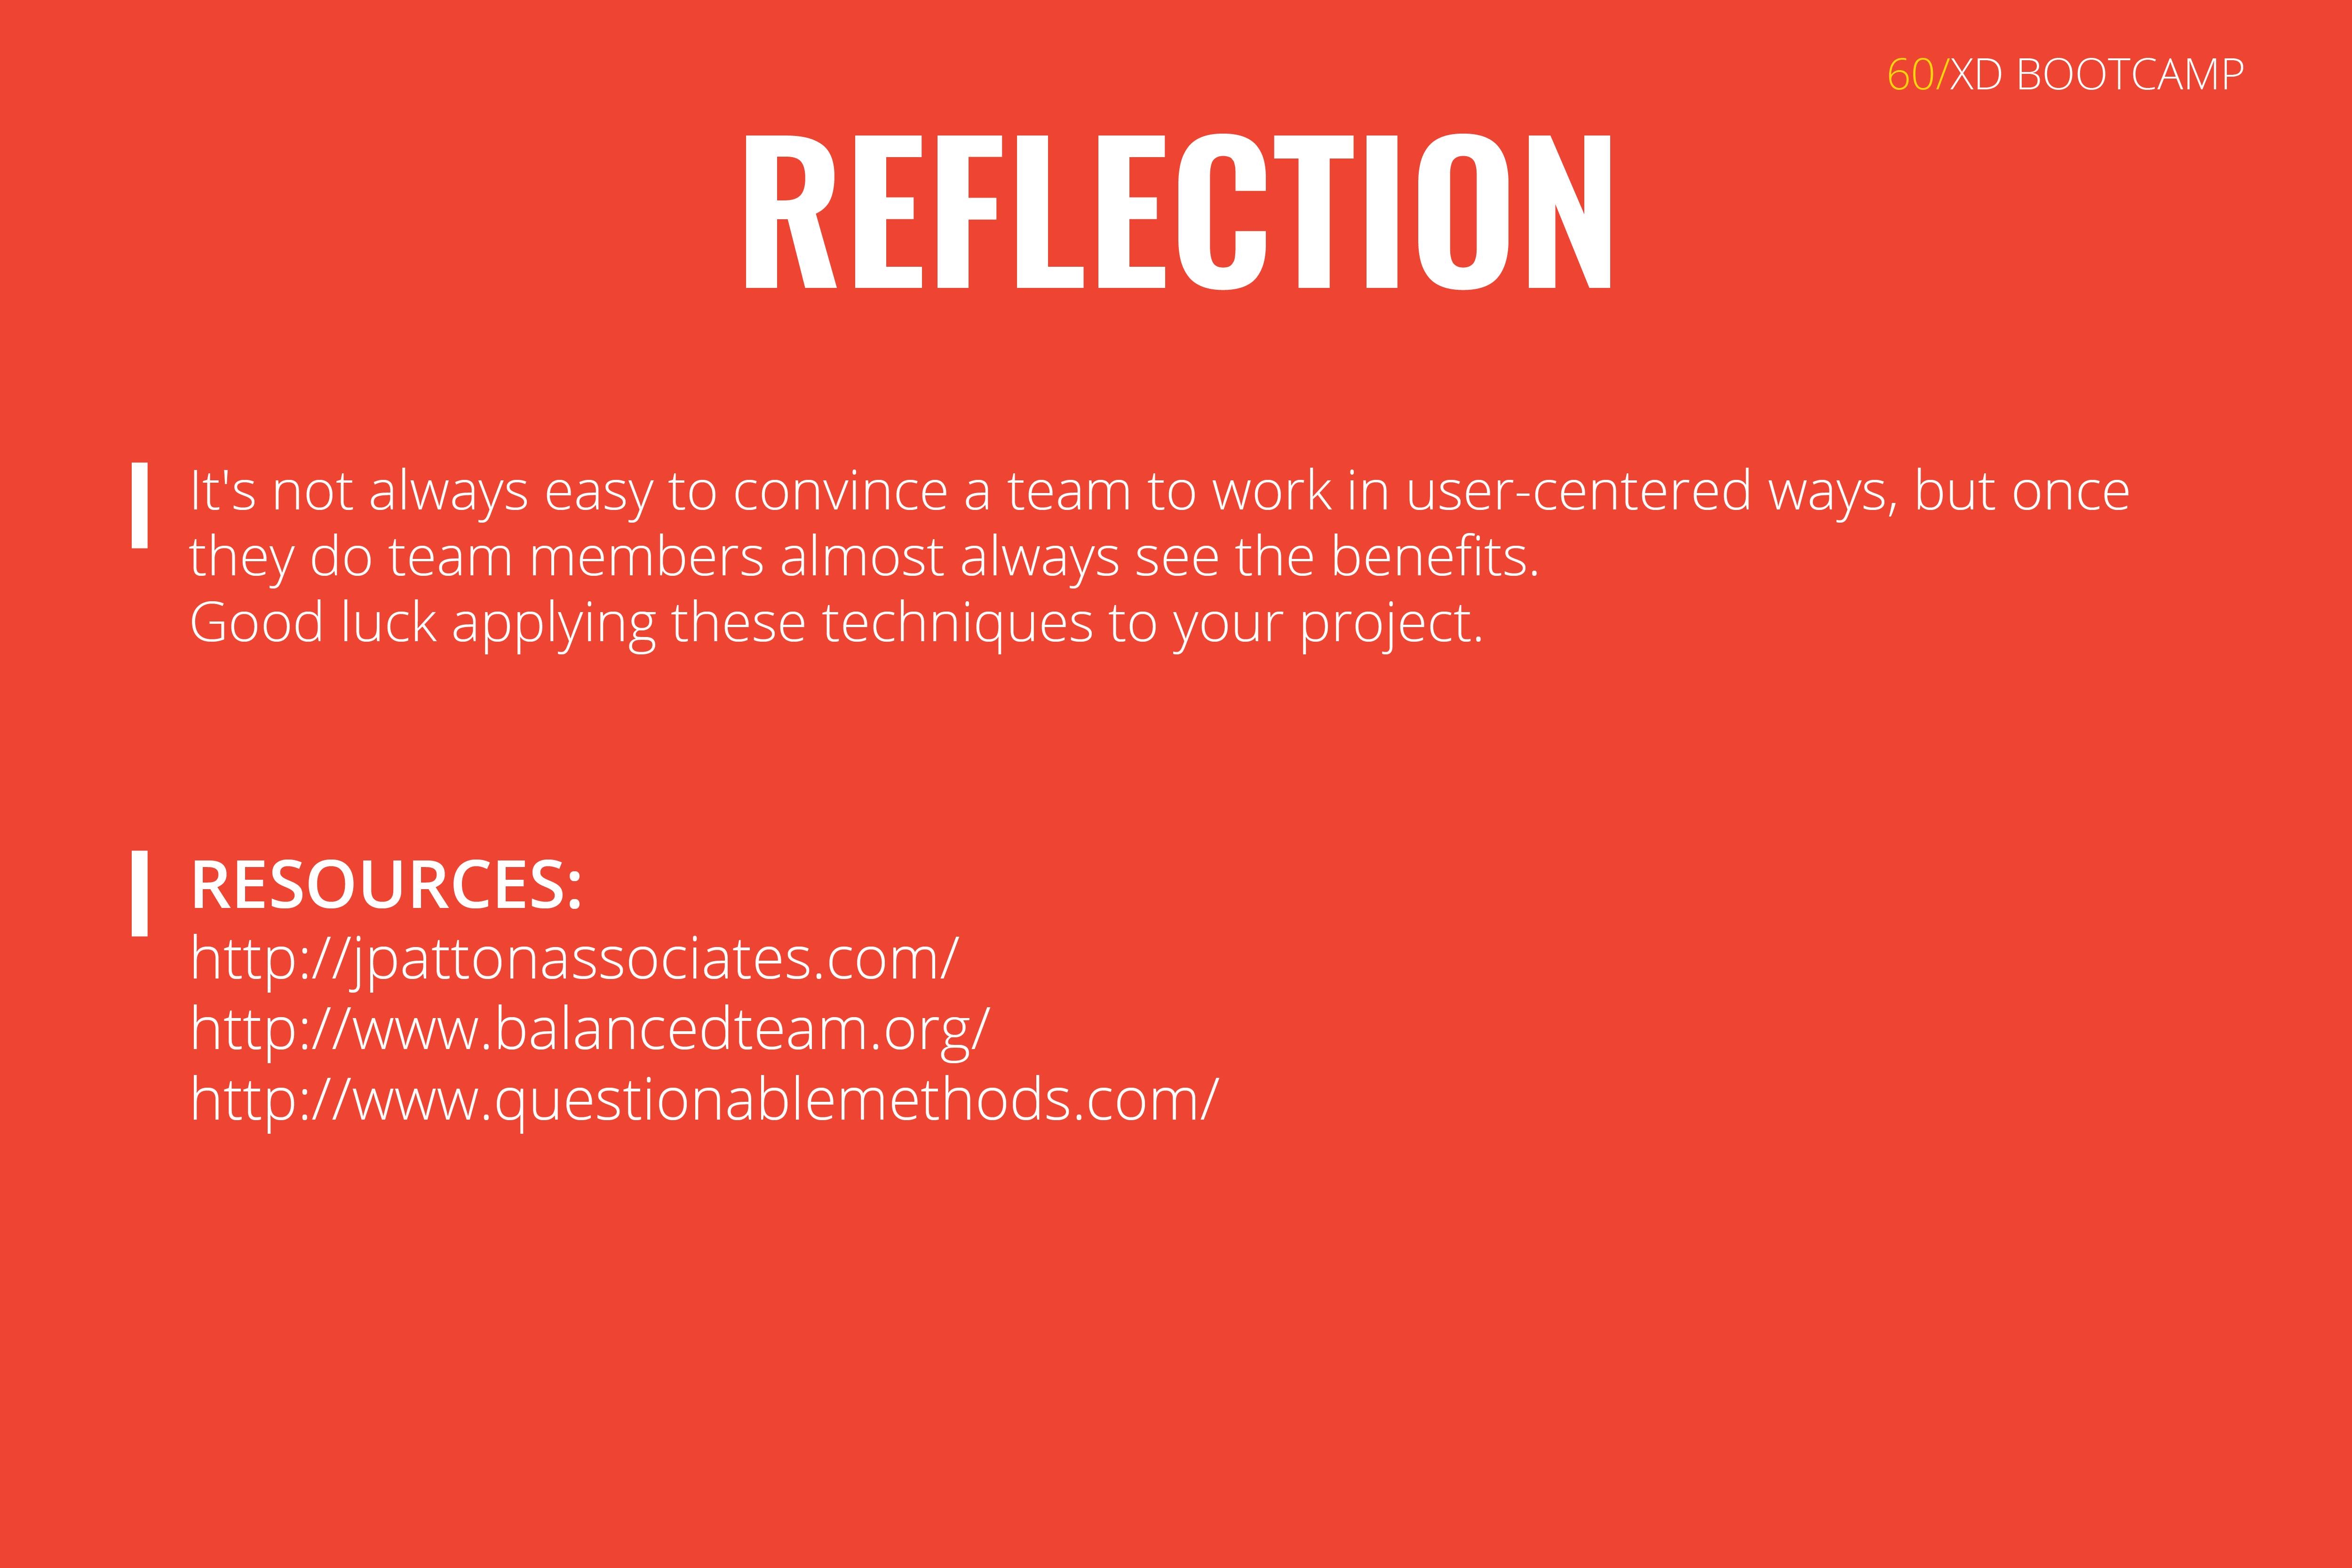 60/XD BOOTCAMP
REFLECTION
It's not always easy to convince a team to work in user-centered ways, but once
they do team members almost always see the benefits.
Good luck applying these techniques to your project.
RESOURCES:
http://jpattonassociates.com/
http://www.balancedteam.org/
http://www.questionablemethods.com/